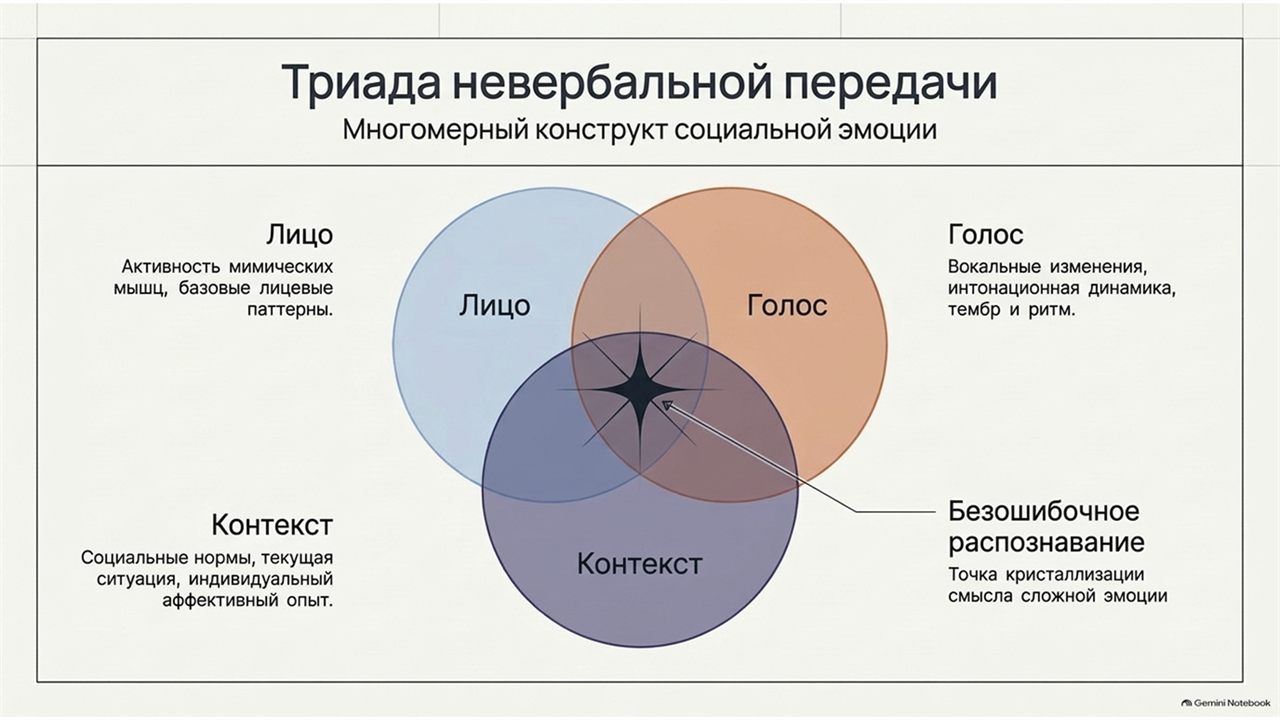 Триада невербальной передачи
Многомерный конструкт социальной эмоции
Лицо
Активность мимических
мышц, базовые лицевые
паттерны.
Лицо
Голос
Голос
Вокальные изменения,
интонационная динамика,
тембр и ритм.
Контекст
Социальные нормы, текущая
ситуация, индивидуальный
аффективный опыт.
Контекст
Безошибочное
распознавание
Точка кристаллизации
смысла сложной эмоции
Gemini Notebook